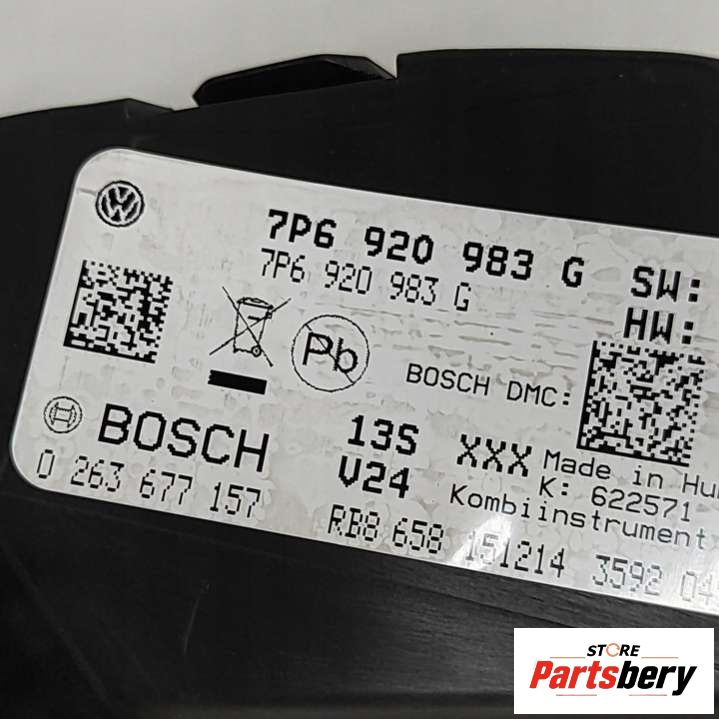 7P6 920 983 G SW:
7P6 920 983 G HW:
Pb
BOSCH DMC:
BOSCH 13S XXX Made in Hu
0 263 677 157 V24 K: 622571
Kombiinstrument
RB8 658 151214 3592 04
STORE
Partsbery